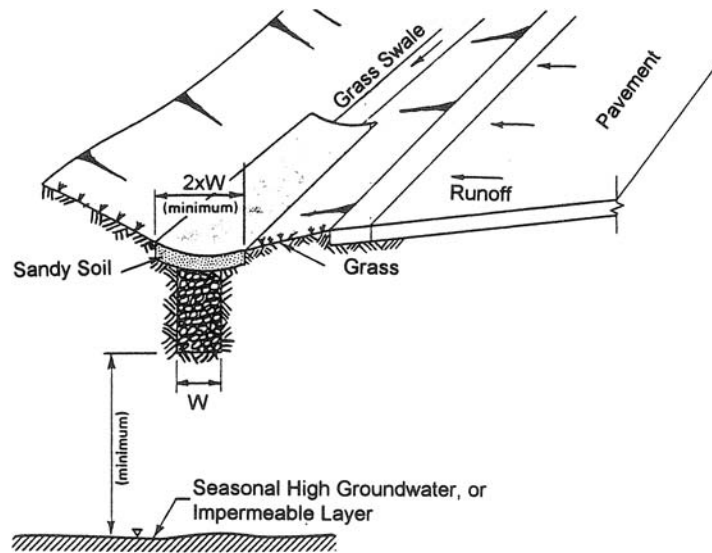 Grass Swale
Pavement
2xW
(minimum)
Runoff
Sandy Soil
Grass
W
(minimum)
Seasonal High Groundwater, or
Impermeable Layer